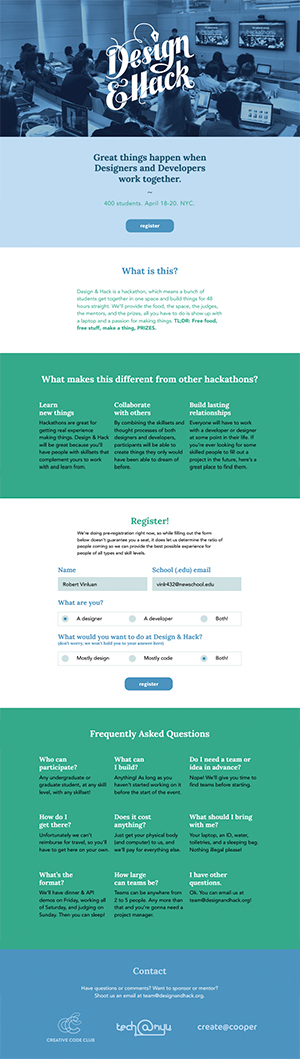 Design
& Hack
Great things happen when
Designers and Developers
work together.
~
400 students. April 18-20. NYC.
register
What is this?
Design & Hack is a hackathon, which means a bunch of
students get together in one space and build things for 48
hours straight. We'll provide the food, the space, the judges,
the mentors, and the prizes, all you have to do is show up with
a laptop and a passion for making things. TL;DR: Free food,
free stuff, make a thing, PRIZES.
What makes this different from other hackathons?
Learn
new things
Hackathons are great for
getting real experience
making things. Design & Hack
will be great because you'll
have people with skillsets that
complement yours to work
with and learn from.
Collaborate
with others
By combining the skillsets and
thought processes of both
designers and developers,
participants will be able to
create things they only would
have been able to dream of
before.
Build lasting
relationships
Everyone will have to work
with a developer or designer
at some point in their life. If
you're ever looking for some
skilled people to fill out a
project in the future, here's a
great place to find them.
Register!
We're doing pre-registration right now, so while filling out the form
below doesn't guarantee you a seat, it does let us determine the ratio of
people coming so we can provide the best possible experience for
people of all types and skill levels.
Name
School (.edu) email
Robert Vinluan
vinlr432@newschool.edu
What are you?
A designer
A developer
Both!
What would you want to do at Design & Hack?
(don't worry, we won't hold you to your answer here)
Mostly design
Mostly code
Both!
register
Frequently Asked Questions
Who can
participate?
Any undergraduate or
graduate student, at any skill
level, with any skillset!
What can
I build?
Anything! As long as you
haven't started working on it
before the start of the event.
Do I need a team or
idea in advance?
Nope! We'll give you time to
find teams before starting.
How do I
get there?
Unfortunately we can't
reimburse for travel, so you'll
have to get here on your own.
Does it cost
anything?
Just get your physical body
(and computer) to us, and
we'll pay for everything else.
What should I bring
with me?
Your laptop, an ID, water,
toiletries, and a sleeping bag.
Nothing illegal please!
What's the
format?
We'll have dinner & API
demos on Friday, working all
of Saturday, and judging on
Sunday. Then you can sleep!
How large
can teams be?
Teams can be anywhere from
2 to 5 people. Any more than
that and you're gonna need a
project manager.
I have other
questions.
Ok. You can email us at
team@designandhack.org!
Contact
Have questions or comments? Want to sponsor or mentor?
Shoot us an email at team@designandhack.org.
CREATIVE CODE CLUB
tech@nyu
create@cooper